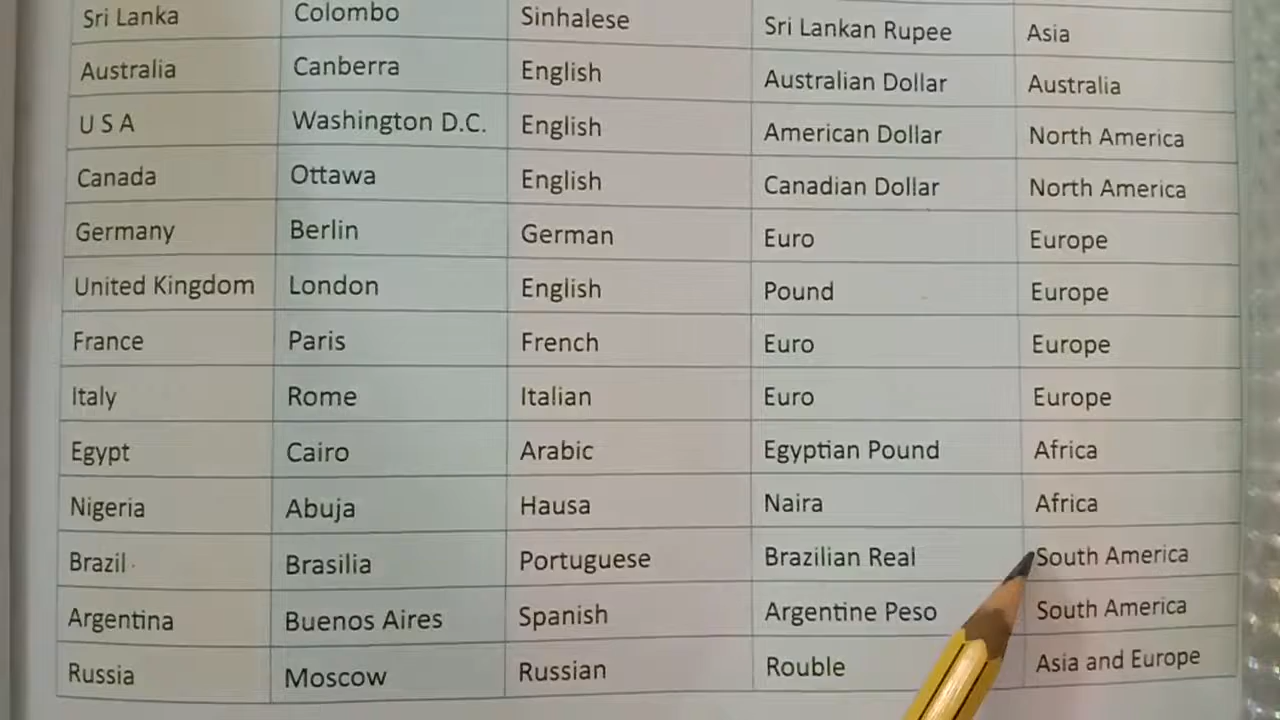 Sri Lanka Colombo Sinhalese Sri Lankan Rupee Asia
Australia Canberra English Australian Dollar Australia
U S A Washington D.C. English American Dollar North America
Canada Ottawa English Canadian Dollar North America
Germany Berlin German Euro Europe
United Kingdom London English Pound Europe
France Paris French Euro Europe
Italy Rome Italian Euro Europe
Egypt Cairo Arabic Egyptian Pound Africa
Nigeria Abuja Hausa Naira Africa
Brazil Brasilia Portuguese Brazilian Real South America
Argentina Buenos Aires Spanish Argentine Peso South America
Russia Moscow Russian Rouble Asia and Europe